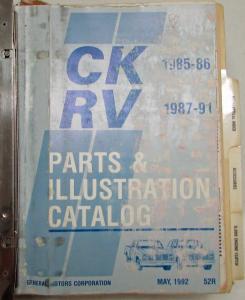 CK 1985-86
RV 1987-91
PARTS &
ILLUSTRATION
CATALOG
GENERAL MOTORS CORPORATION MAY, 1992 52R